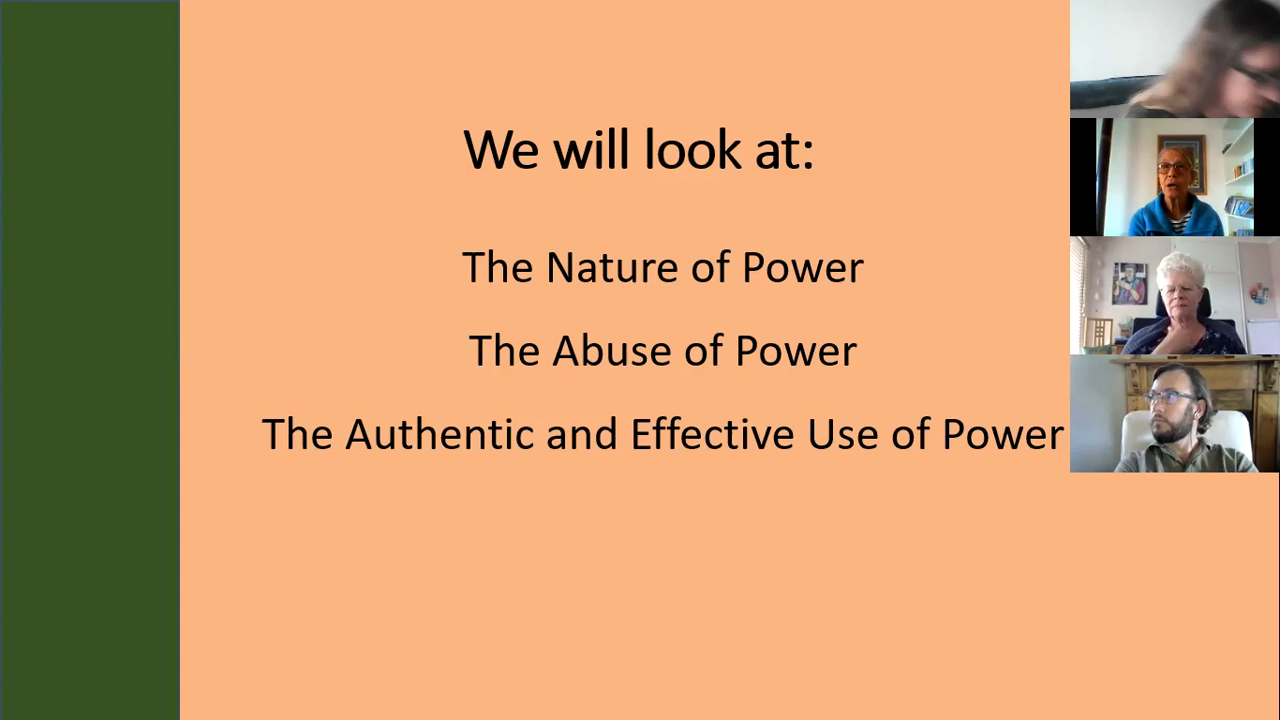 We will look at:
The Nature of Power
The Abuse of Power
The Authentic and Effective Use of Power